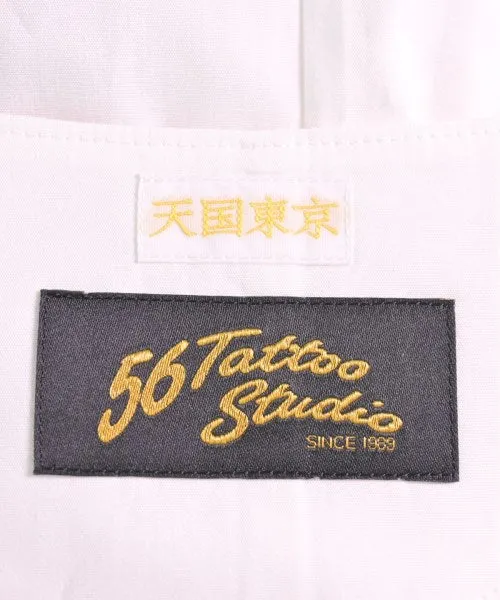 天国東京
56 Tattoo
Studio
SINCE 1989